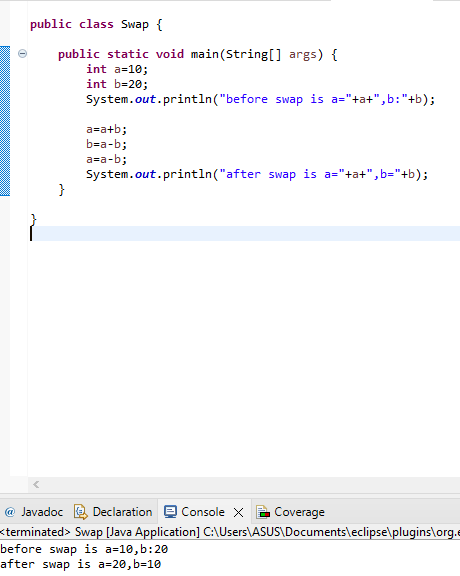 public class Swap {
public static void main(String[] args) {
int a=10;
int b=20;
System.out.println("before swap is a="+a+",b:"+b);
a=a+b;
b=a-b;
a=a-b;
System.out.println("after swap is a="+a+",b="+b);
}
}
@ Javadoc Declaration Console Coverage
<terminated> Swap [Java Application] C:\Users\ASUS\Documents\eclipse\plugins\org.e
before swap is a=10,b:20
after swap is a=20,b=10